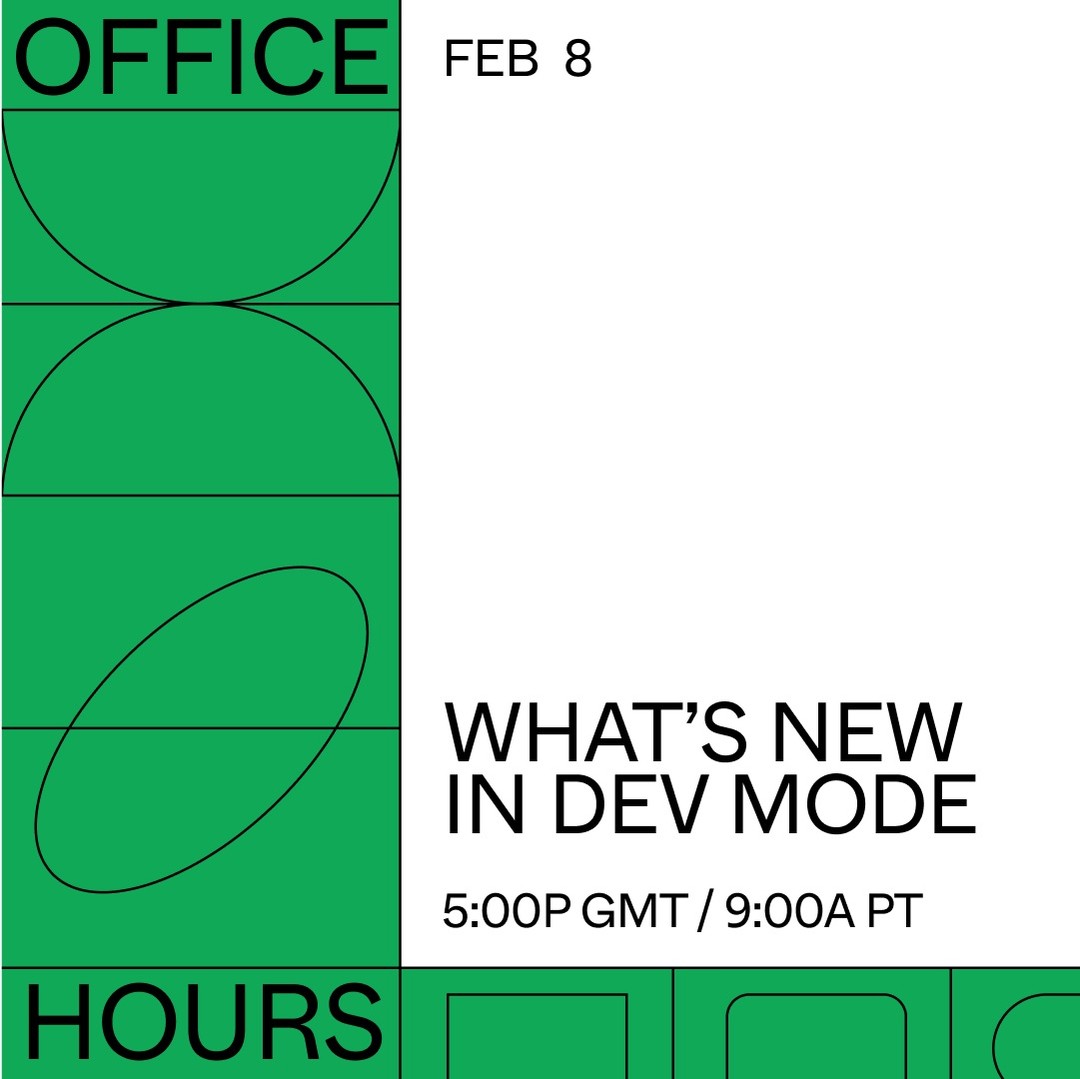 OFFICE
FEB 8
WHAT’S NEW
IN DEV MODE
5:00P GMT / 9:00A PT
HOURS